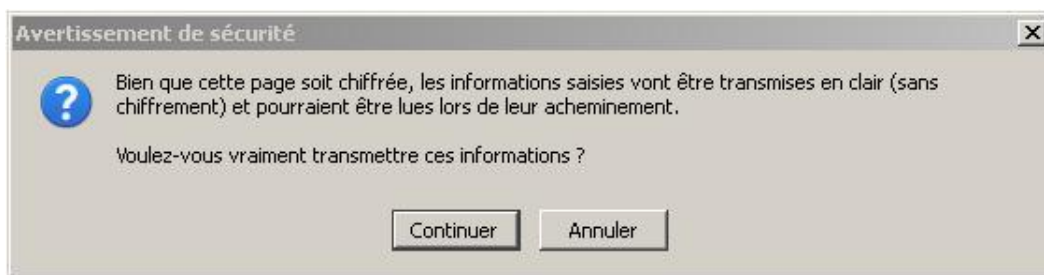 Avertissement de sécurité
Bien que cette page soit chiffrée, les informations saisies vont être transmises en clair (sans
chiffrement) et pourraient être lues lors de leur acheminement.
Voulez-vous vraiment transmettre ces informations ?
Continuer
Annuler